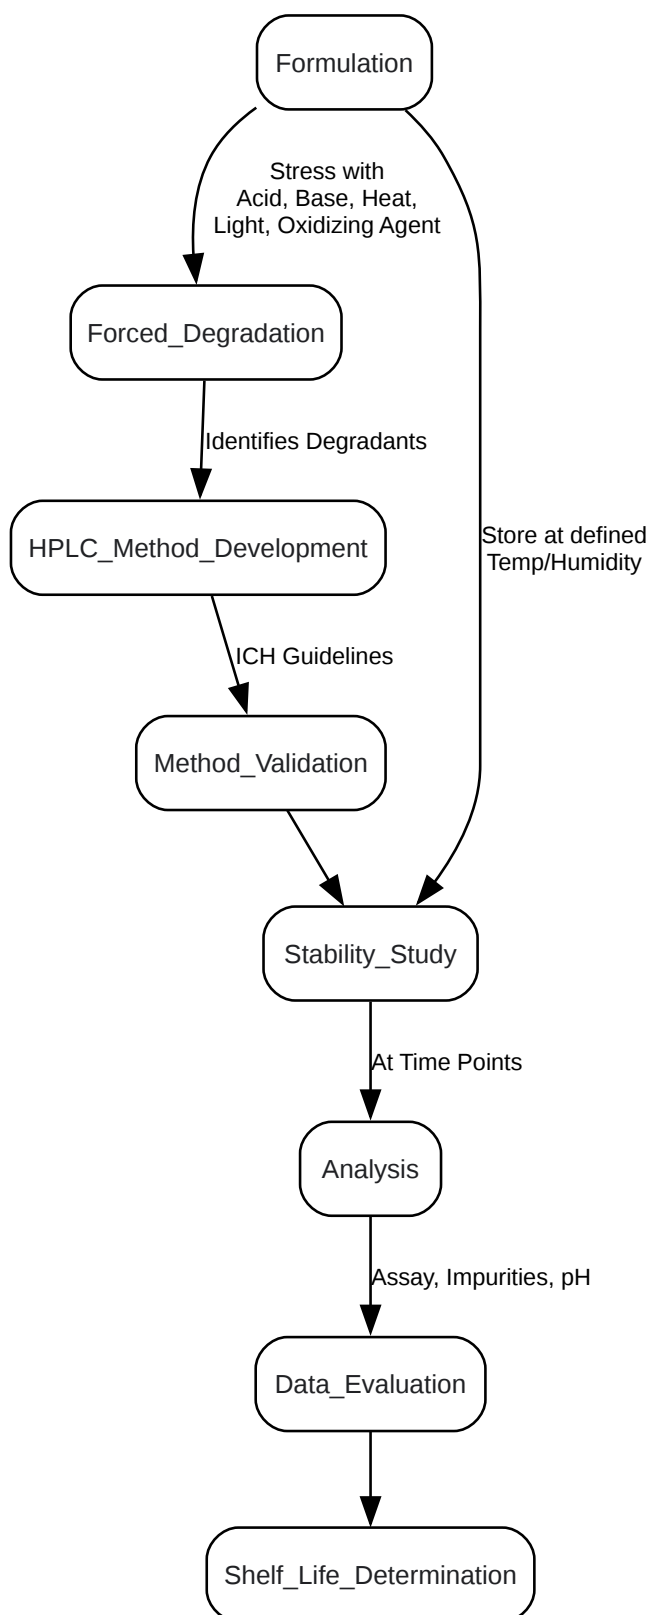 Formulation
Stress with
Acid, Base, Heat,
Light, Oxidizing Agent
Forced_Degradation
Identifies Degradants
HPLC_Method_Development
Store at defined
Temp/Humidity
ICH Guidelines
Method_Validation
Stability_Study
At Time Points
Analysis
Assay, Impurities, pH
Data_Evaluation
Shelf_Life_Determination